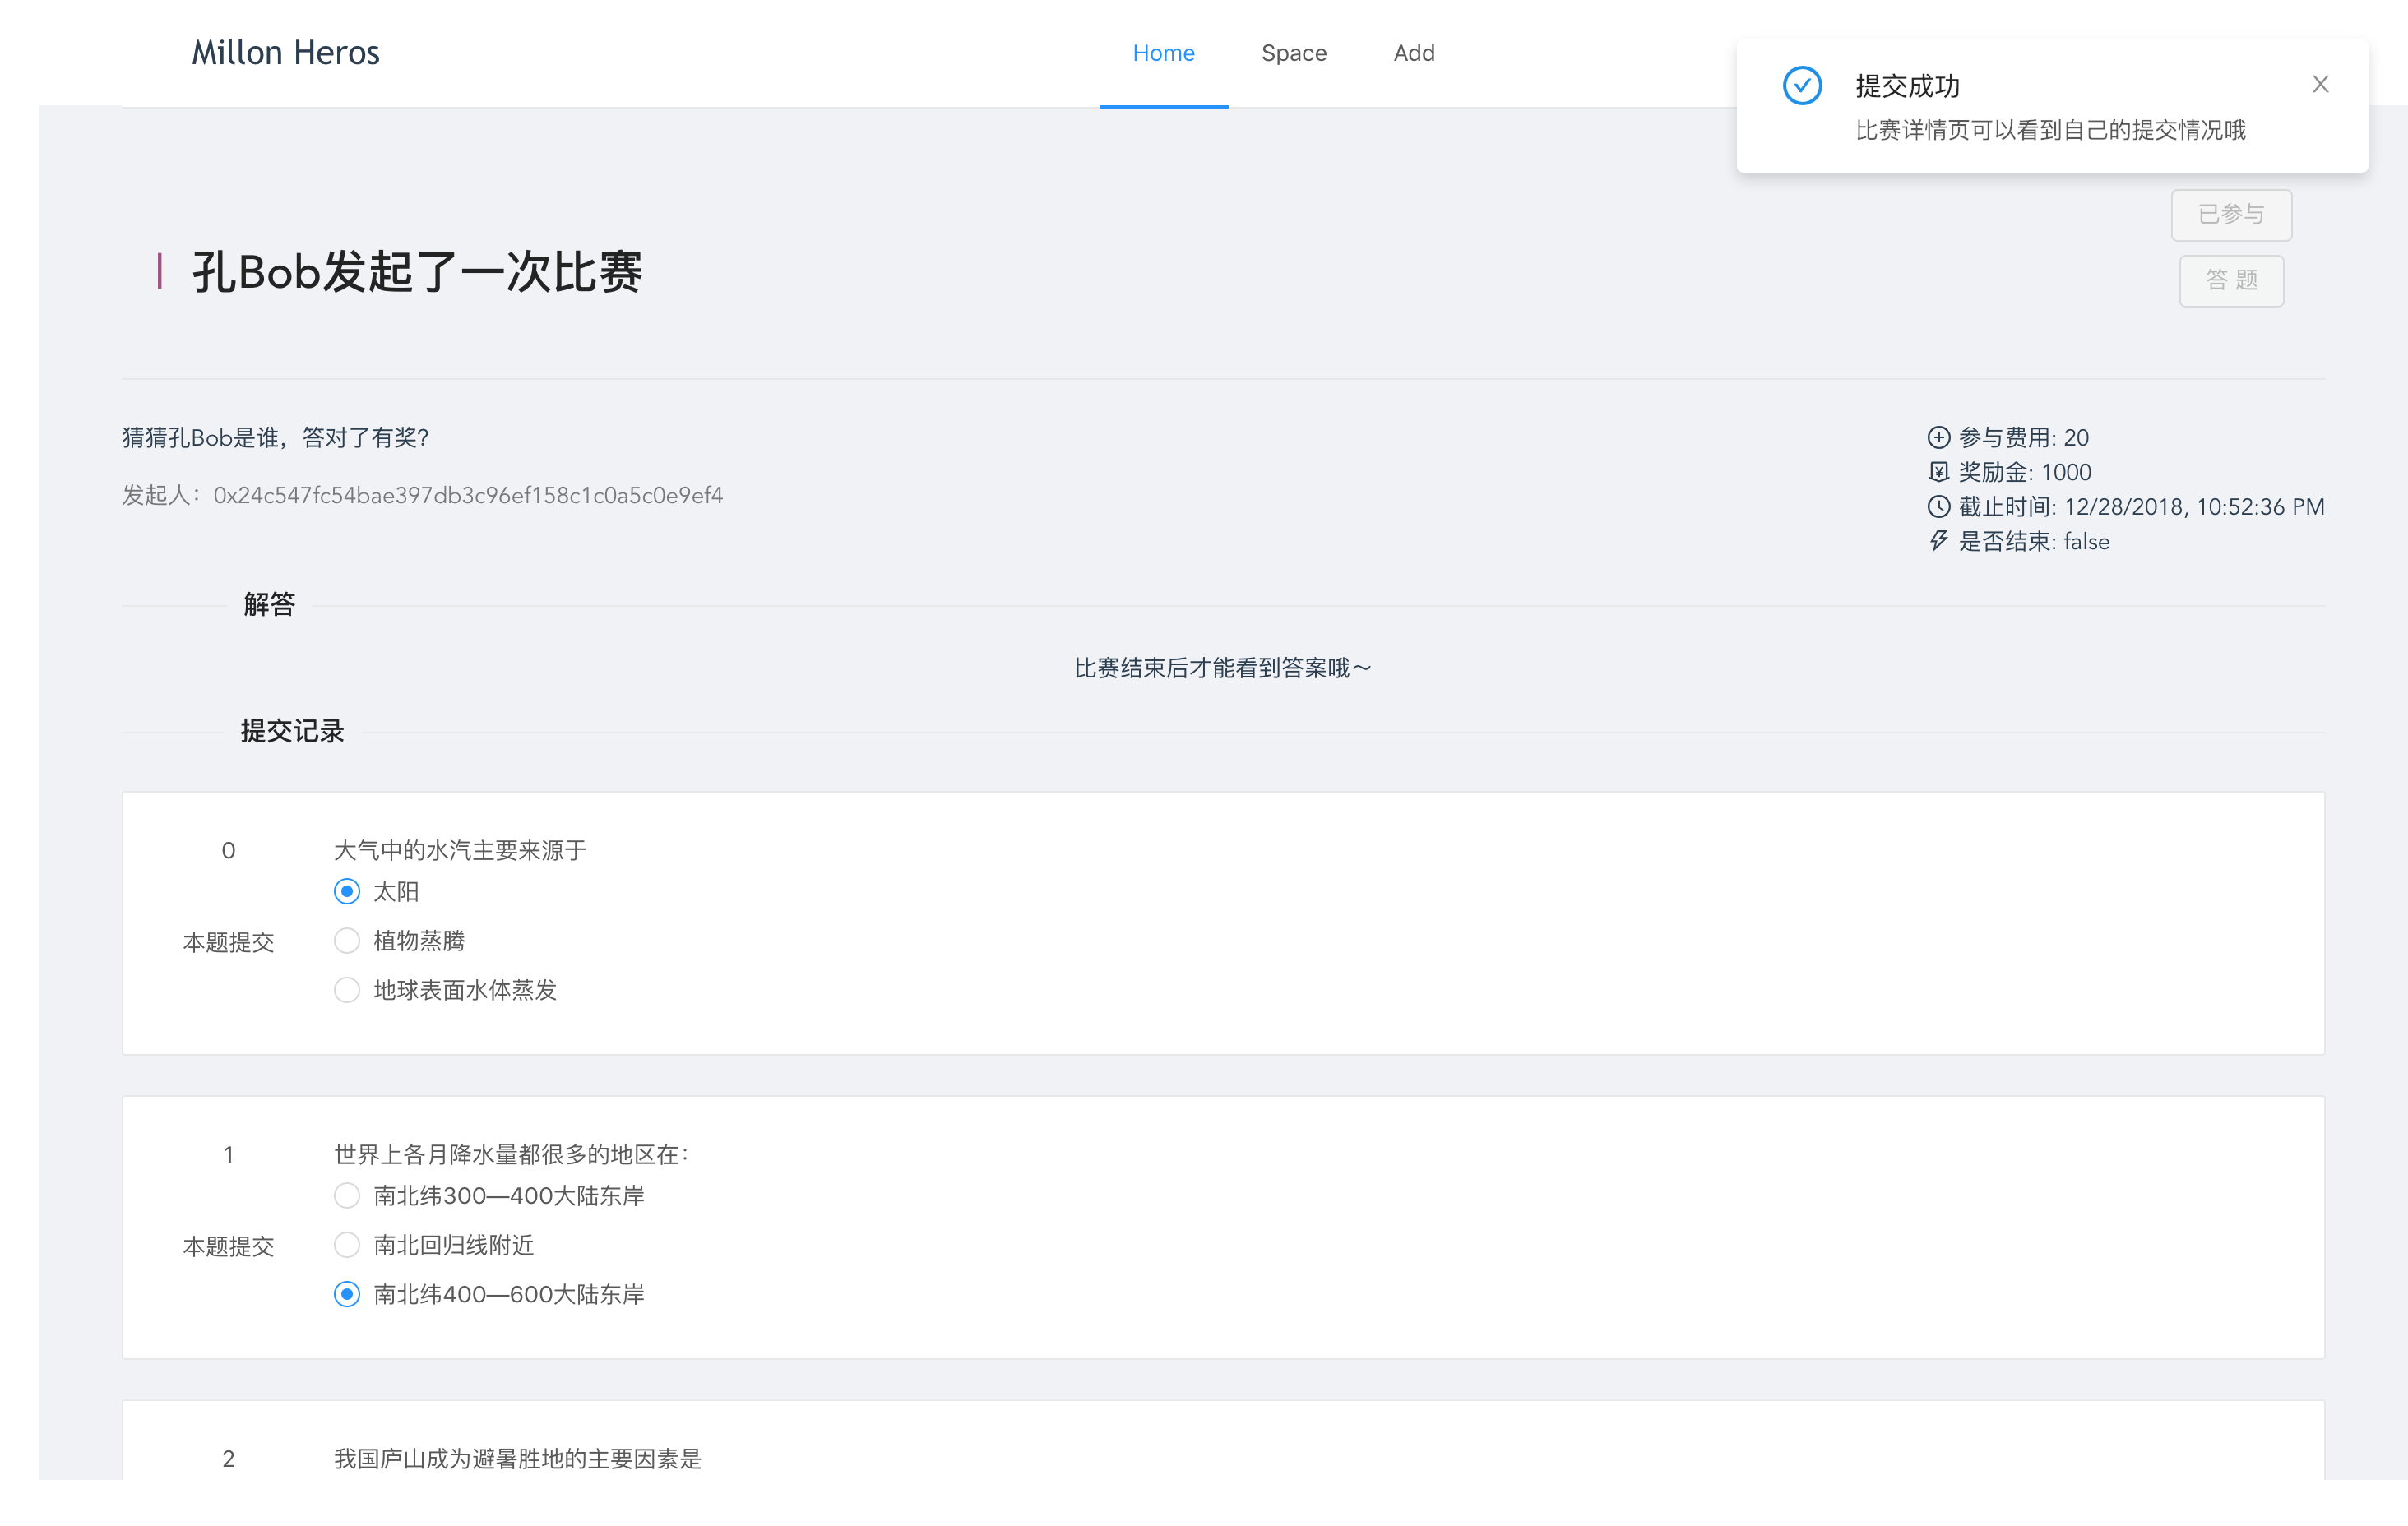 Millon Heros
Home Space Add
提交成功
比赛详情页可以看到自己的提交情况哦
已参与
孔Bob发起了一次比赛
答 题
猜猜孔Bob是谁，答对了有奖?
发起人：0x24c547fc54bae397db3c96ef158c1c0a5c0e9ef4
参与费用: 20
奖励金: 1000
截止时间: 12/28/2018, 10:52:36 PM
是否结束: false
解答
比赛结束后才能看到答案哦～
提交记录
0 大气中的水汽主要来源于
太阳
本题提交 植物蒸腾
地球表面水体蒸发
1 世界上各月降水量都很多的地区在：
南北纬300—400大陆东岸
本题提交 南北回归线附近
南北纬400—600大陆东岸
2 我国庐山成为避暑胜地的主要因素是